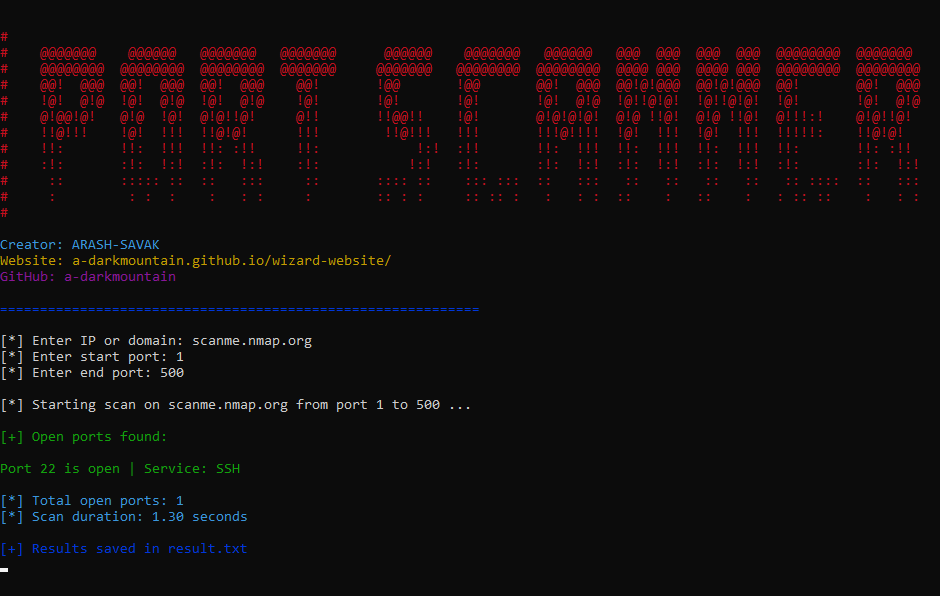 PORT SCANNER
Creator: ARASH-SAVAK
Website: a-darkmountain.github.io/wizard-website/
GitHub: a-darkmountain
============================================================
[*] Enter IP or domain: scanme.nmap.org
[*] Enter start port: 1
[*] Enter end port: 500
[*] Starting scan on scanme.nmap.org from port 1 to 500 ...
[+] Open ports found:
Port 22 is open | Service: SSH
[*] Total open ports: 1
[*] Scan duration: 1.30 seconds
[+] Results saved in result.txt